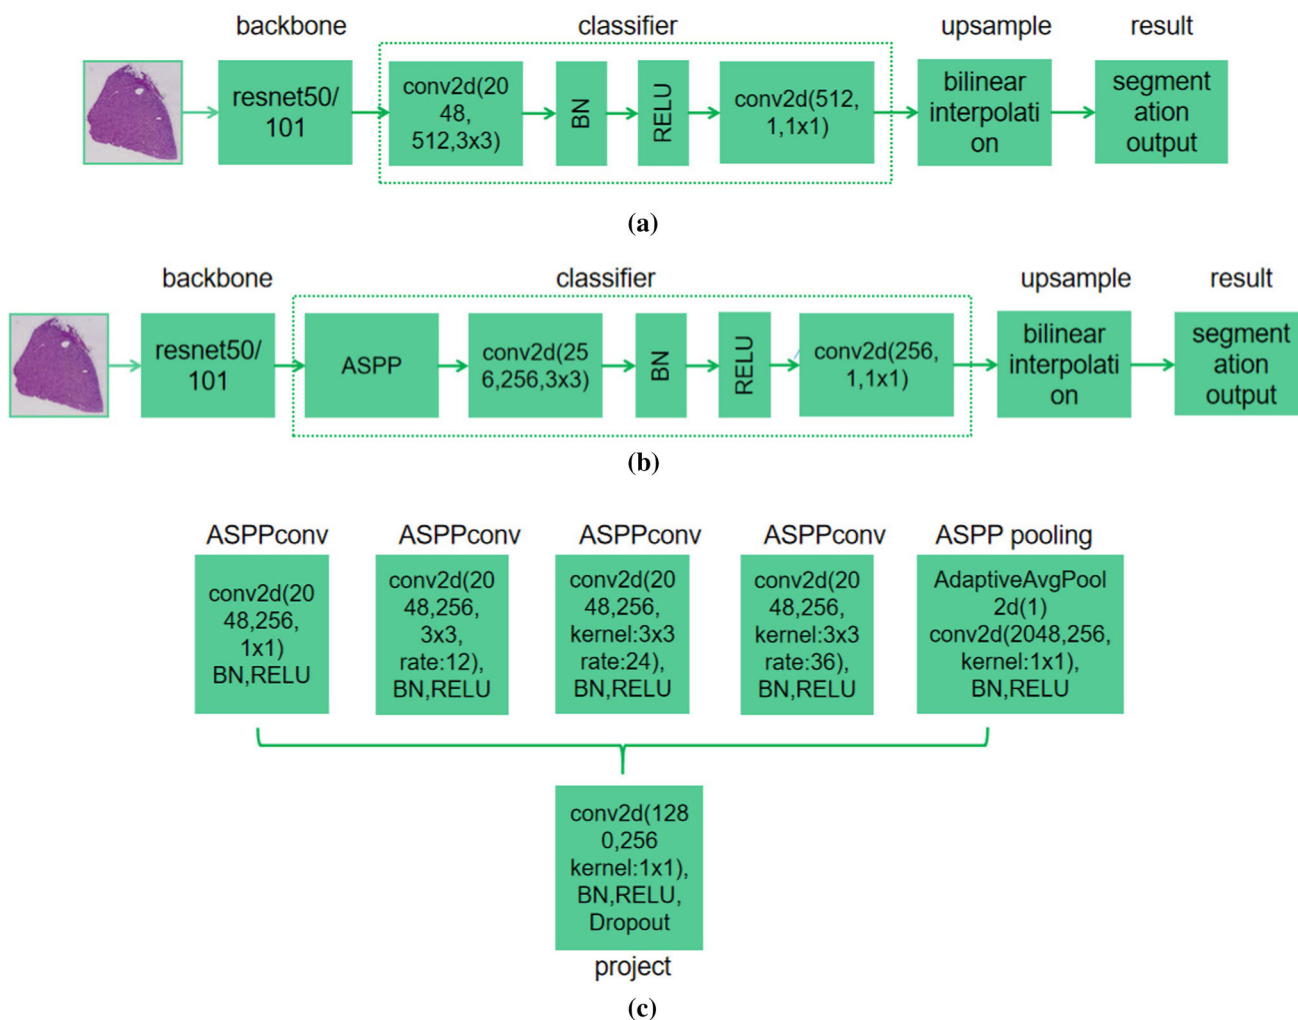 backbone
classifier
upsample
result
resnet50/
101
conv2d(20
48,
512,3x3)
BN
RELU
conv2d(512,
1,1x1)
bilinear
interpolati
on
segment
ation
output
(a)
backbone
classifier
upsample
result
resnet50/
101
ASPP
conv2d(25
6,256,3x3)
BN
RELU
conv2d(256,
1,1x1)
bilinear
interpolati
on
segment
ation
output
(b)
ASPPconv
conv2d(20
48,256,
1x1)
BN,RELU
ASPPconv
conv2d(20
48,256,
3x3,
rate:12),
BN,RELU
ASPPconv
conv2d(20
48,256,
kernel:3x3
rate:24),
BN,RELU
ASPPconv
conv2d(20
48,256,
kernel:3x3
rate:36),
BN,RELU
ASPP pooling
AdaptiveAvgPool
2d(1)
conv2d(2048,256,
kernel:1x1),
BN,RELU
conv2d(128
0,256
kernel:1x1),
BN,RELU,
Dropout
project
(c)